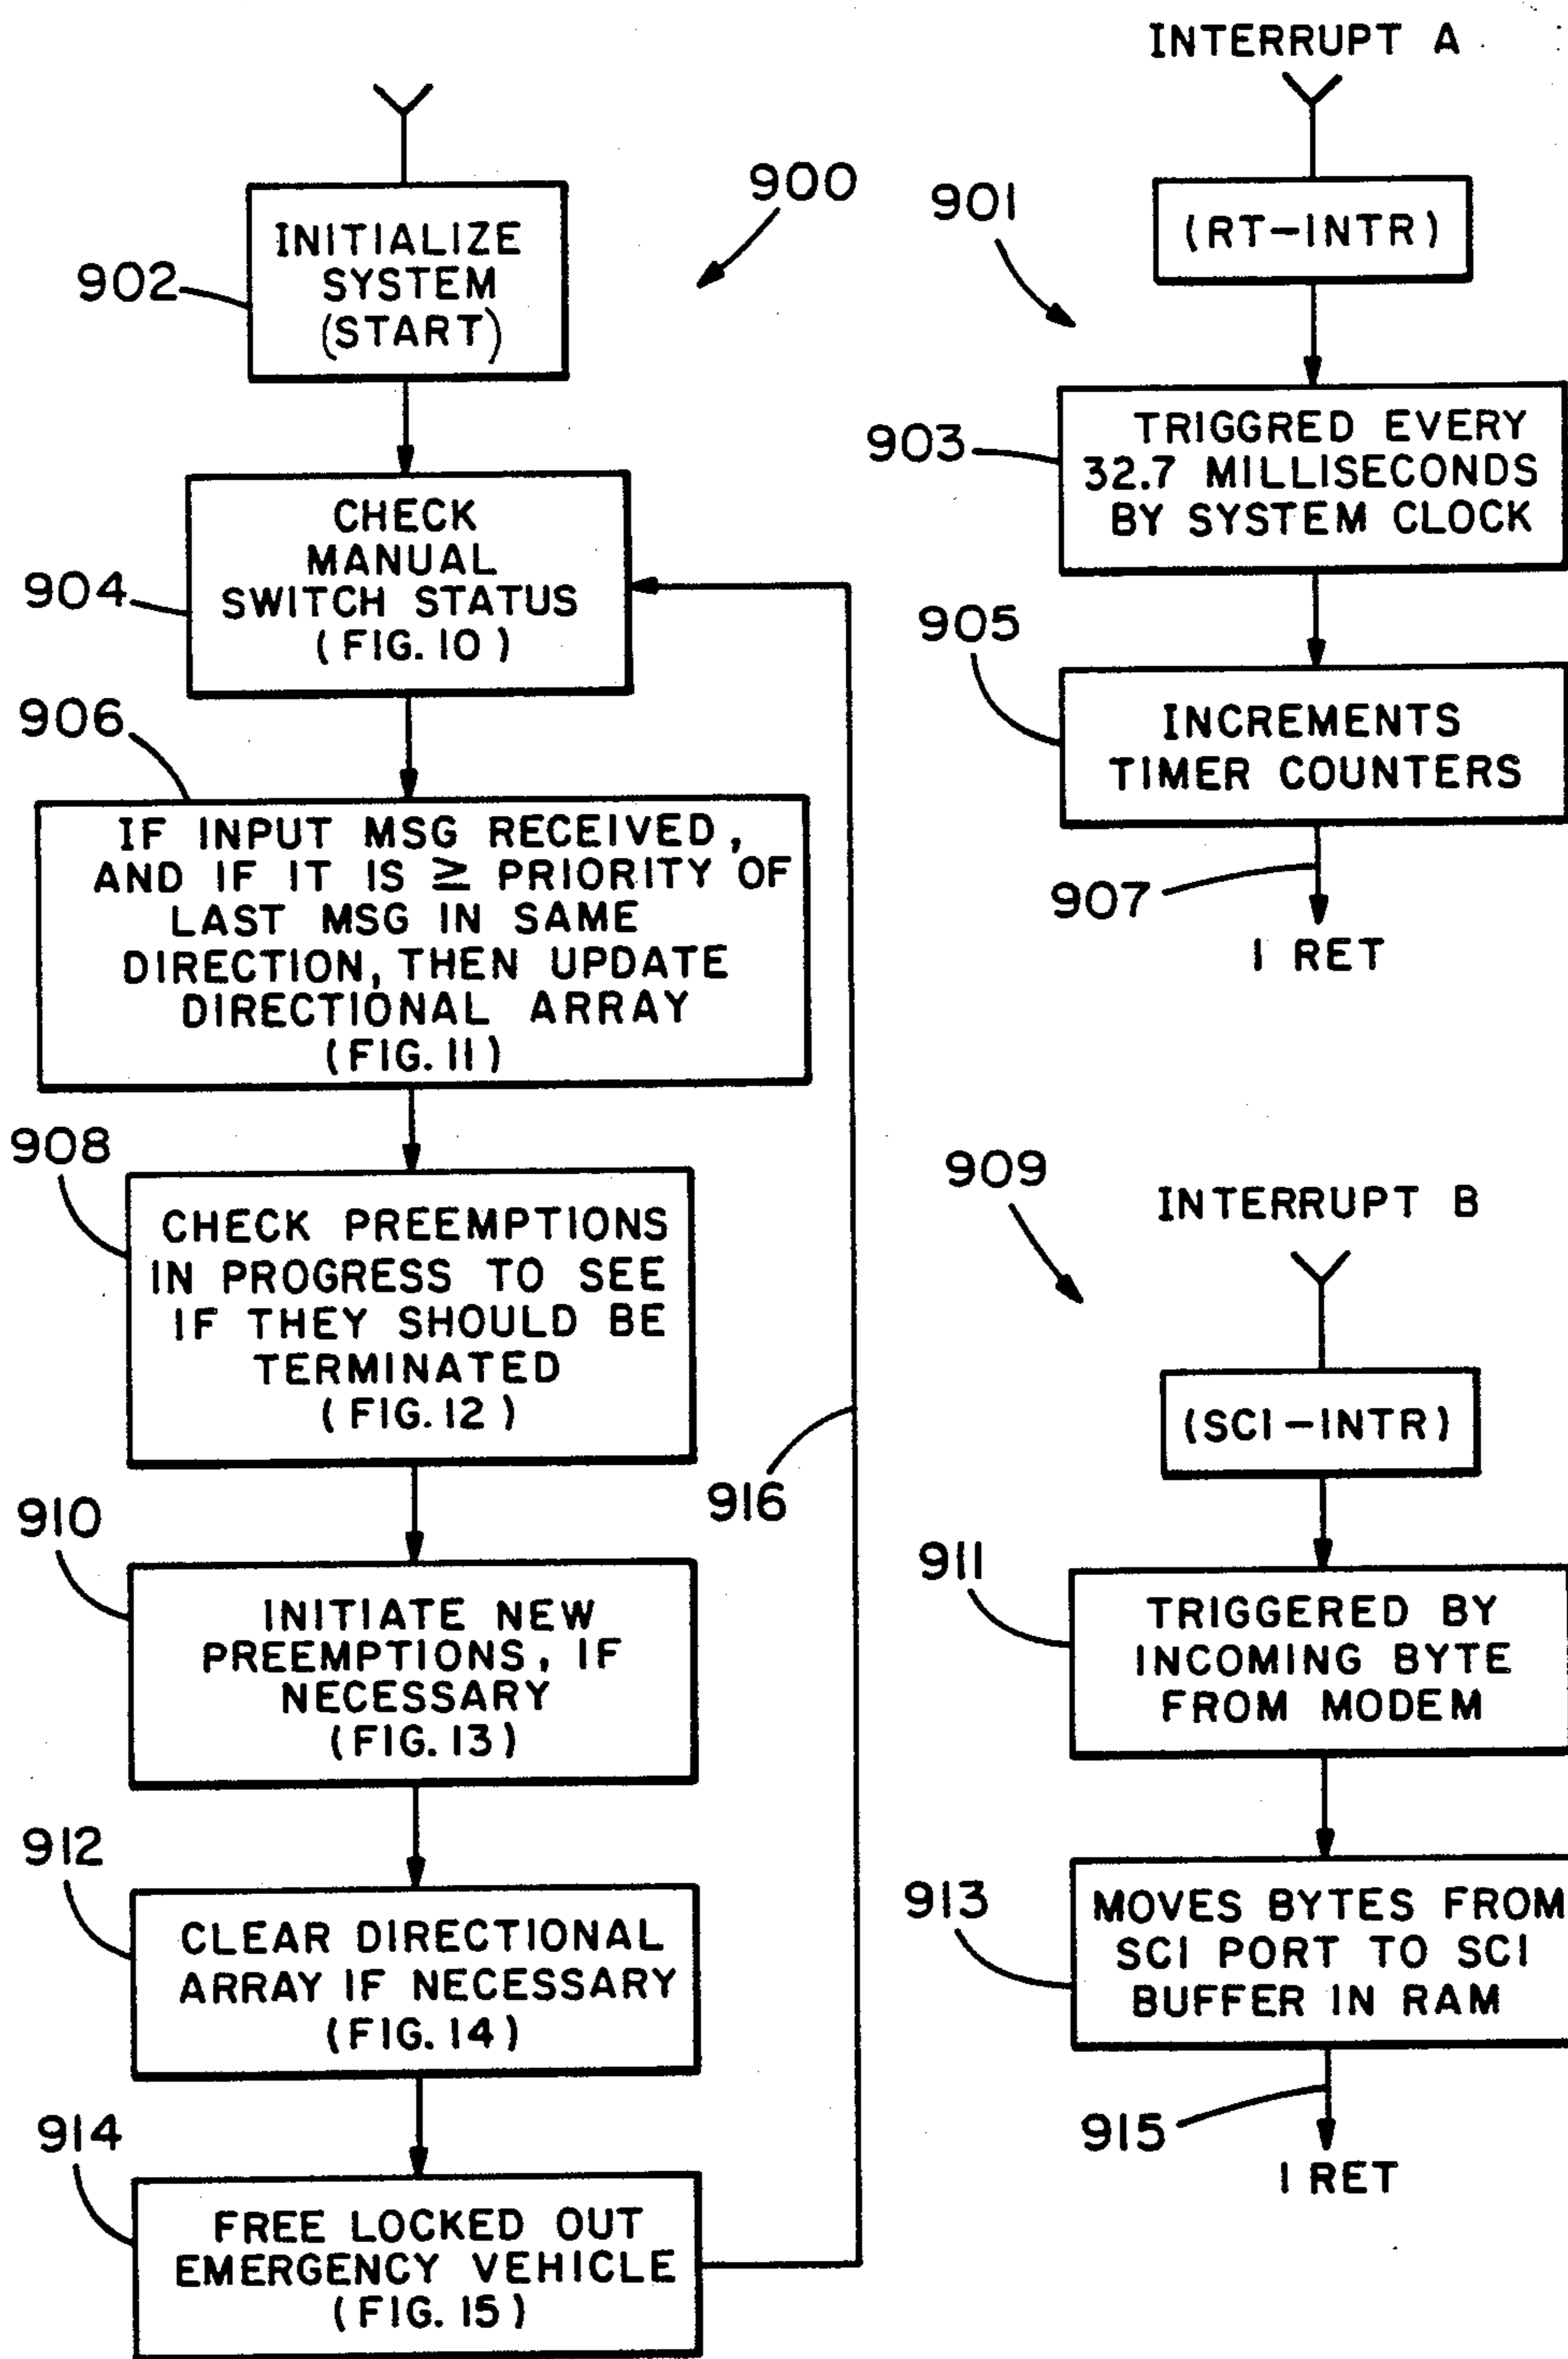 900
902
INITIALIZE
SYSTEM
(START)
904
CHECK
MANUAL
SWITCH STATUS
(FIG. 10)
906
IF INPUT MSG RECEIVED,
AND IF IT IS ≥ PRIORITY OF
LAST MSG IN SAME
DIRECTION, THEN UPDATE
DIRECTIONAL ARRAY
(FIG. 11)
908
CHECK PREEMPTIONS
IN PROGRESS TO SEE
IF THEY SHOULD BE
TERMINATED
(FIG. 12)
910
INITIATE NEW
PREEMPTIONS, IF
NECESSARY
(FIG. 13)
912
CLEAR DIRECTIONAL
ARRAY IF NECESSARY
(FIG. 14)
914
FREE LOCKED OUT
EMERGENCY VEHICLE
(FIG. 15)
916
INTERRUPT A
901
(RT-INTR)
903
TRIGGRED EVERY
32.7 MILLISECONDS
BY SYSTEM CLOCK
905
INCREMENTS
TIMER COUNTERS
907
I RET
909
INTERRUPT B
(SCI-INTR)
911
TRIGGERED BY
INCOMING BYTE
FROM MODEM
913
MOVES BYTES FROM
SCI PORT TO SCI
BUFFER IN RAM
915
I RET